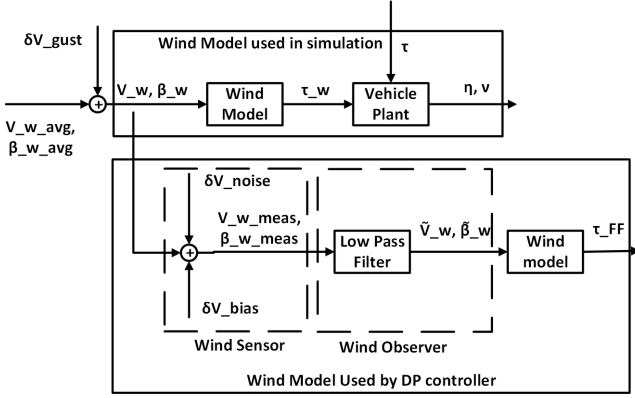 δV_gust
Wind Model used in simulation
τ
V_w, β_w
Wind
Model
τ_w
Vehicle
Plant
η, ν
V_w_avg,
β_w_avg
δV_noise
V_w_meas,
β_w_meas
Low Pass
Filter
Ṽ_w, β̃_w
Wind
model
τ_FF
δV_bias
Wind Sensor
Wind Observer
Wind Model Used by DP controller